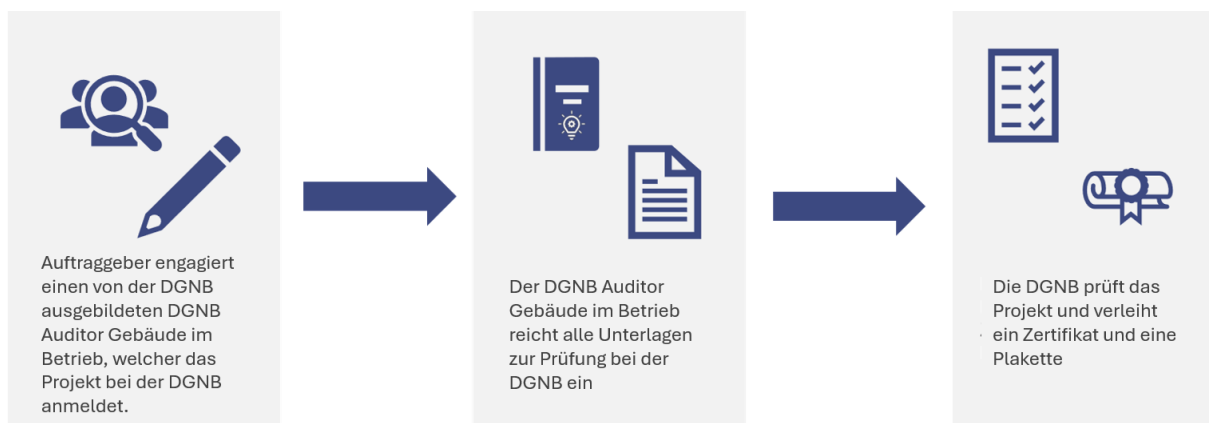 Auftraggeber engagiert
einen von der DGNB
ausgebildeten DGNB
Auditor Gebäude im
Betrieb, welcher das
Projekt bei der DGNB
anmeldet.
Der DGNB Auditor
Gebäude im Betrieb
reicht alle Unterlagen
zur Prüfung bei der
DGNB ein
Die DGNB prüft das
Projekt und verleiht
ein Zertifikat und eine
Plakette